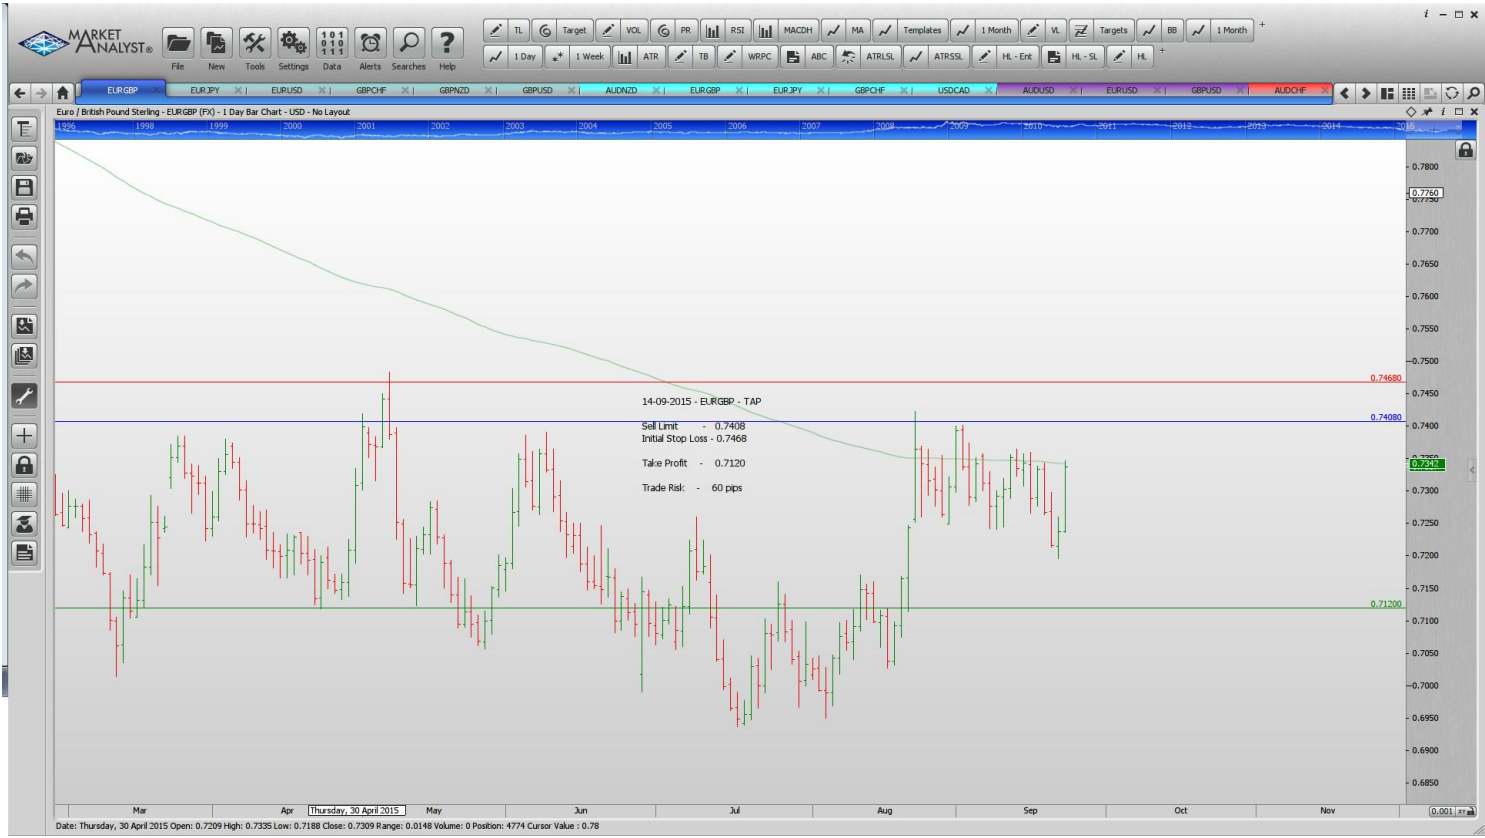 MARKET
ANALYST®
File
New
Tools
Settings
101
010
111
Data
Alerts
Searches
?
Help
TL
Target
VOL
PR
RSI
MACDH
MA
Templates
1 Month
VL
Targets
BB
1 Month
+
1 Day
1 Week
ATR
TB
WRPC
ABC
ATRLSL
ATRSSL
HL - Ent
HL - SL
HL
+
EURGBP
EURJPY
EURUSD
GBPCHF
GBPNZD
GBPUSD
AUDNZD
EURGBP
EURJPY
GBPCHF
USDCAD
AUDUSD
EURUSD
GBPUSD
AUDCHF
Euro / British Pound Sterling - EURGBP (FX) - 1 Day Bar Chart - USD - No Layout
1996 1998 1999 2000 2001 2002 2003 2004 2005 2006 2007 2008 2009 2010 2011 2012 2013 2014
0.7800
0.7760
0.7750
0.7700
0.7650
0.7600
0.7550
0.7500
0.74680
0.7450
0.74080
0.7400
0.7350
0.7342
0.7300
0.7250
0.7200
0.7150
0.71200
0.7100
0.7050
0.7000
0.6950
0.6900
0.6850
14-09-2015 - EURGBP - TAP
Sell Limit - 0.7408
Initial Stop Loss - 0.7468
Take Profit - 0.7120
Trade Risk - 60 pips
Mar Apr Thursday, 30 April 2015 May Jun Jul Aug Sep Oct Nov
0.001 XY
Date: Thursday, 30 April 2015 Open: 0.7209 High: 0.7335 Low: 0.7188 Close: 0.7309 Range: 0.0148 Volume: 0 Position: 4774 Cursor Value : 0.78